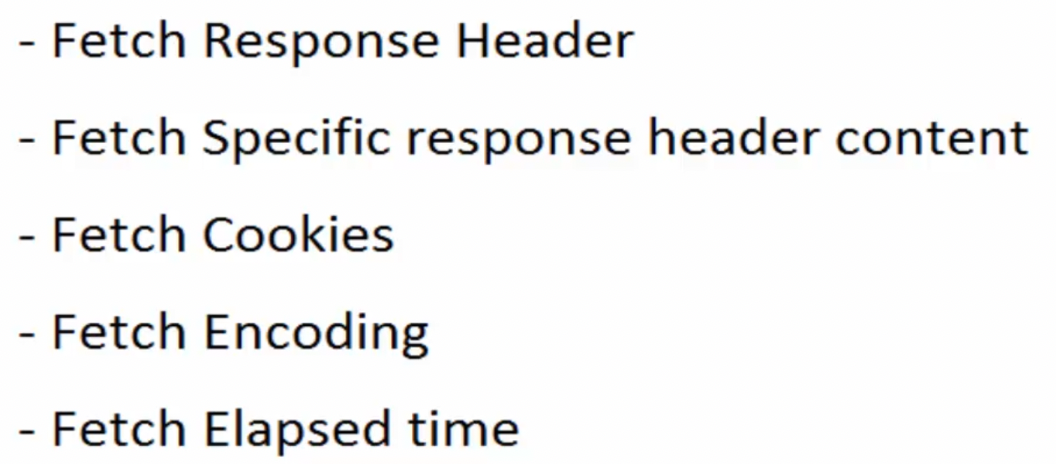 - Fetch Response Header
- Fetch Specific response header content
- Fetch Cookies
- Fetch Encoding
- Fetch Elapsed time